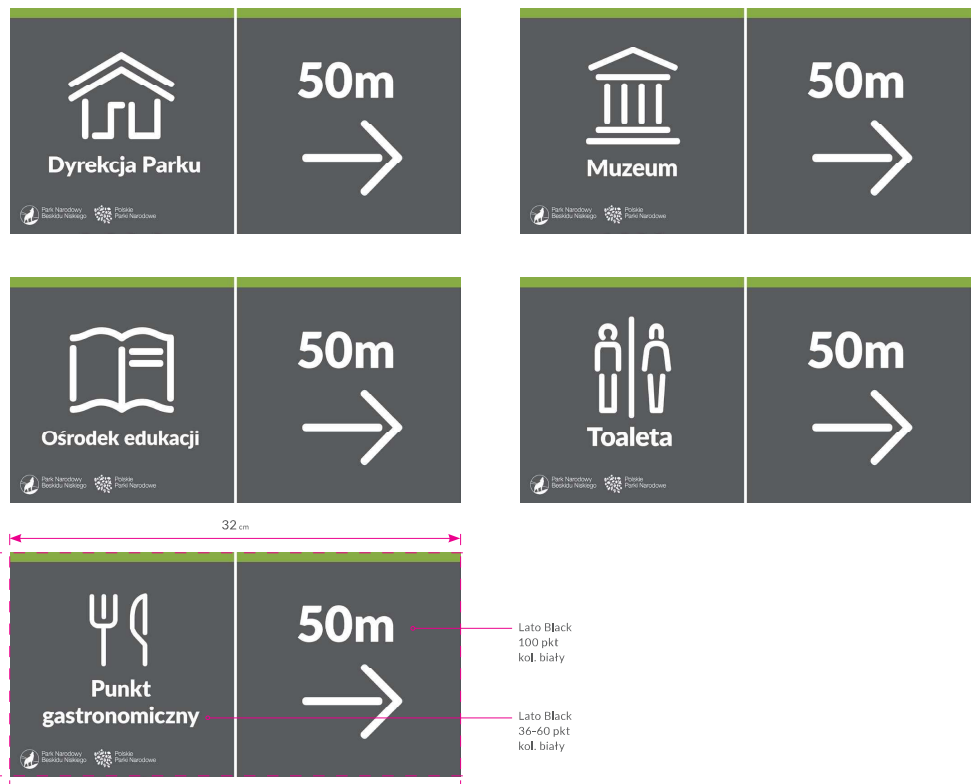 50m
Dyrekcja Parku
Park Narodowy
Beskidu Niskiego
Polskie
Parki Narodowe
50m
Muzeum
Park Narodowy
Beskidu Niskiego
Polskie
Parki Narodowe
50m
Ośrodek edukacji
Park Narodowy
Beskidu Niskiego
Polskie
Parki Narodowe
50m
Toaleta
Park Narodowy
Beskidu Niskiego
Polskie
Parki Narodowe
32 cm
50m
Punkt
gastronomiczny
Park Narodowy
Beskidu Niskiego
Polskie
Parki Narodowe
Lato Black
100 pkt
kol. biały
Lato Black
36-60 pkt
kol. biały